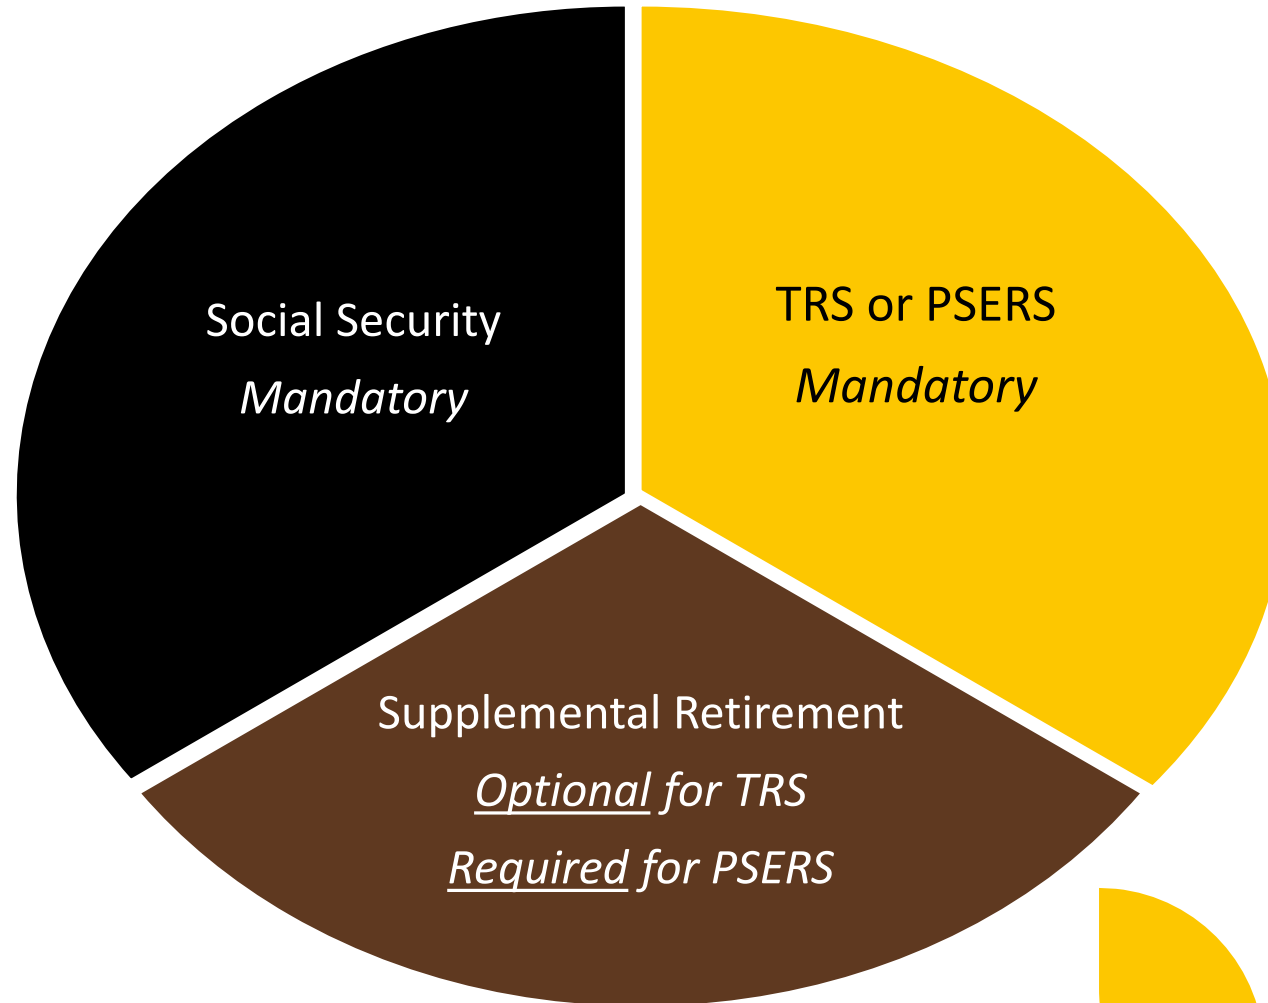 Social Security
Mandatory
TRS or PSERS
Mandatory
Supplemental Retirement
Optional for TRS
Required for PSERS